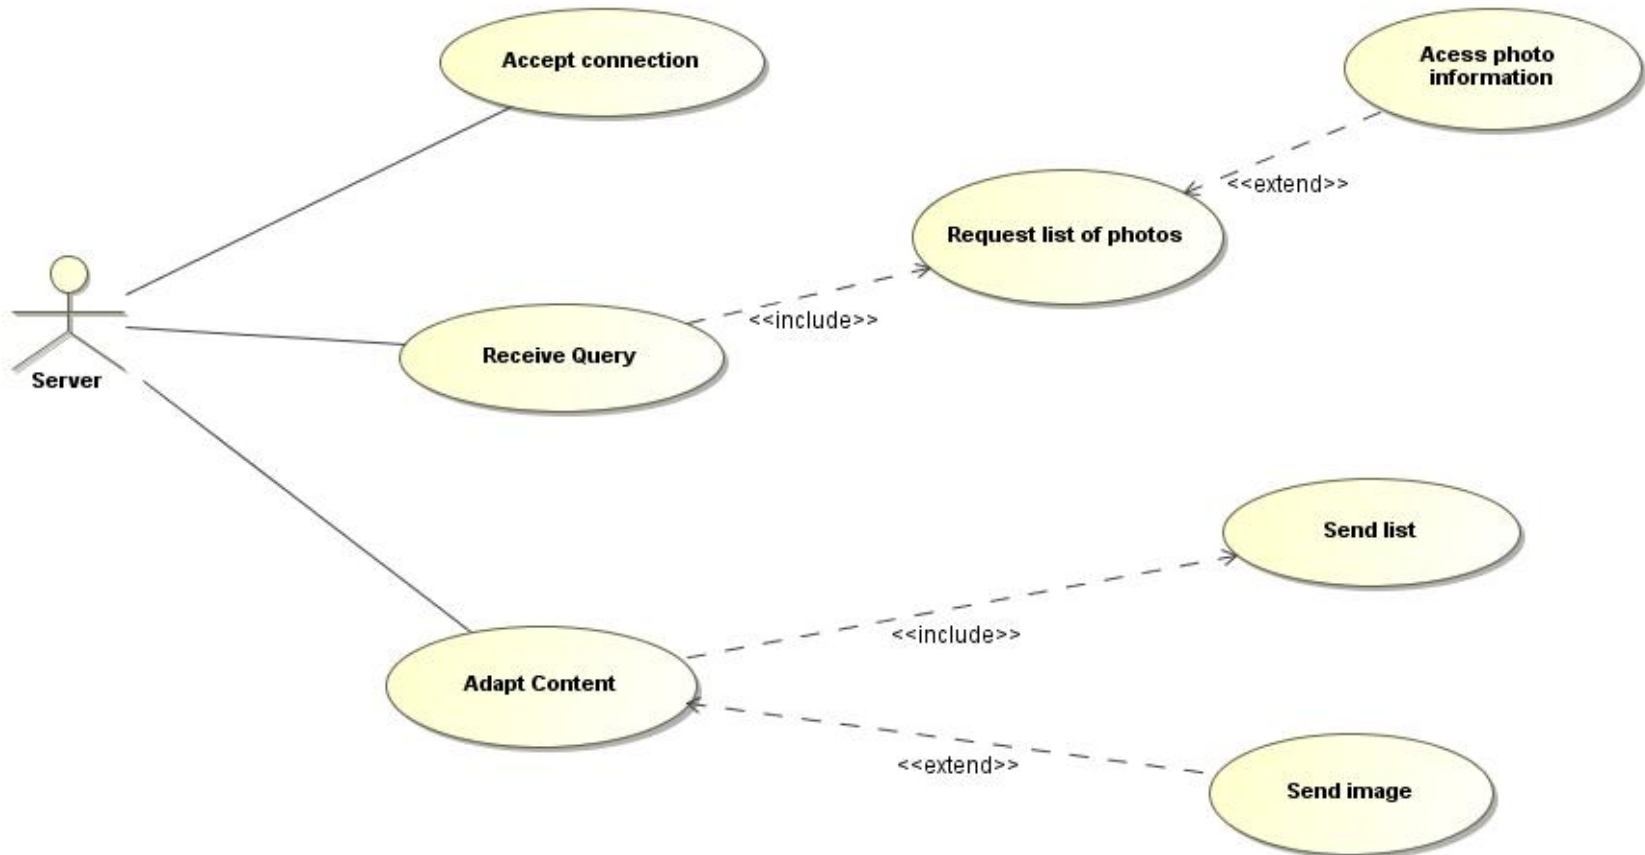 Accept connection
Acess photo
information
Request list of photos
<<extend>>
<<include>>
Receive Query
Server
Send list
<<include>>
Adapt Content
<<extend>>
Send image